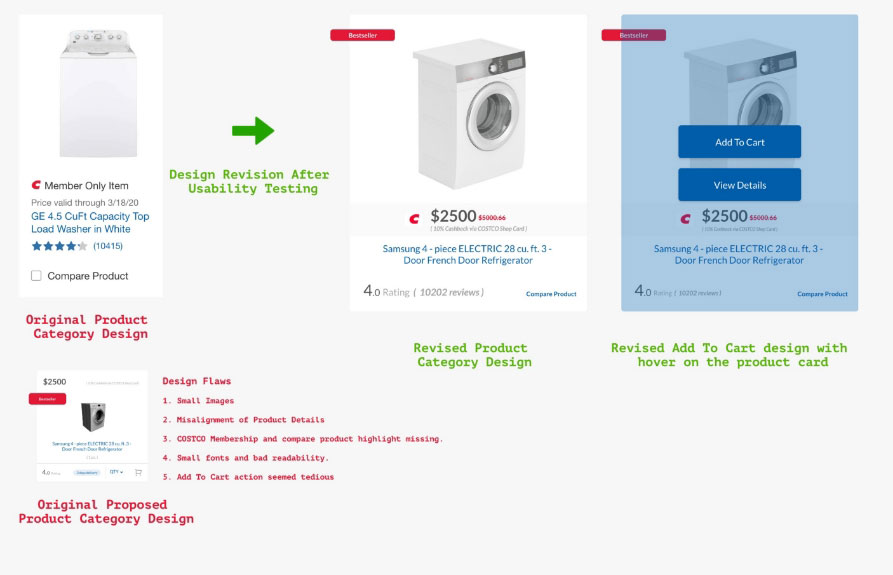 Member Only Item
Price valid through 3/18/20
GE 4.5 CuFt Capacity Top
Load Washer in White
(10415)
Compare Product
Original Product
Category Design
Design Revision After
Usability Testing
Bestseller
$2500 $5000.66
( 10% Cashback via COSTCO Shop Card )
Samsung 4 - piece ELECTRIC 28 cu. ft. 3 -
Door French Door Refrigerator
4.0 Rating ( 10202 reviews )
Compare Product
Revised Product
Category Design
Bestseller
Add To Cart
View Details
$2500 $5000.66
( 10% Cashback via COSTCO Shop Card )
Samsung 4 - piece ELECTRIC 28 cu. ft. 3 -
Door French Door Refrigerator
4.0 Rating ( 10202 reviews )
Compare Product
Revised Add To Cart design with
hover on the product card
$2500
Bestseller
Samsung 4 - piece ELECTRIC 28 cu. ft. 3 -
Door French Door Refrigerator
4.0 Rating
QTY
Original Proposed
Product Category Design
Design Flaws
1. Small Images
2. Misalignment of Product Details
3. COSTCO Membership and compare product highlight missing.
4. Small fonts and bad readability.
5. Add To Cart action seemed tedious